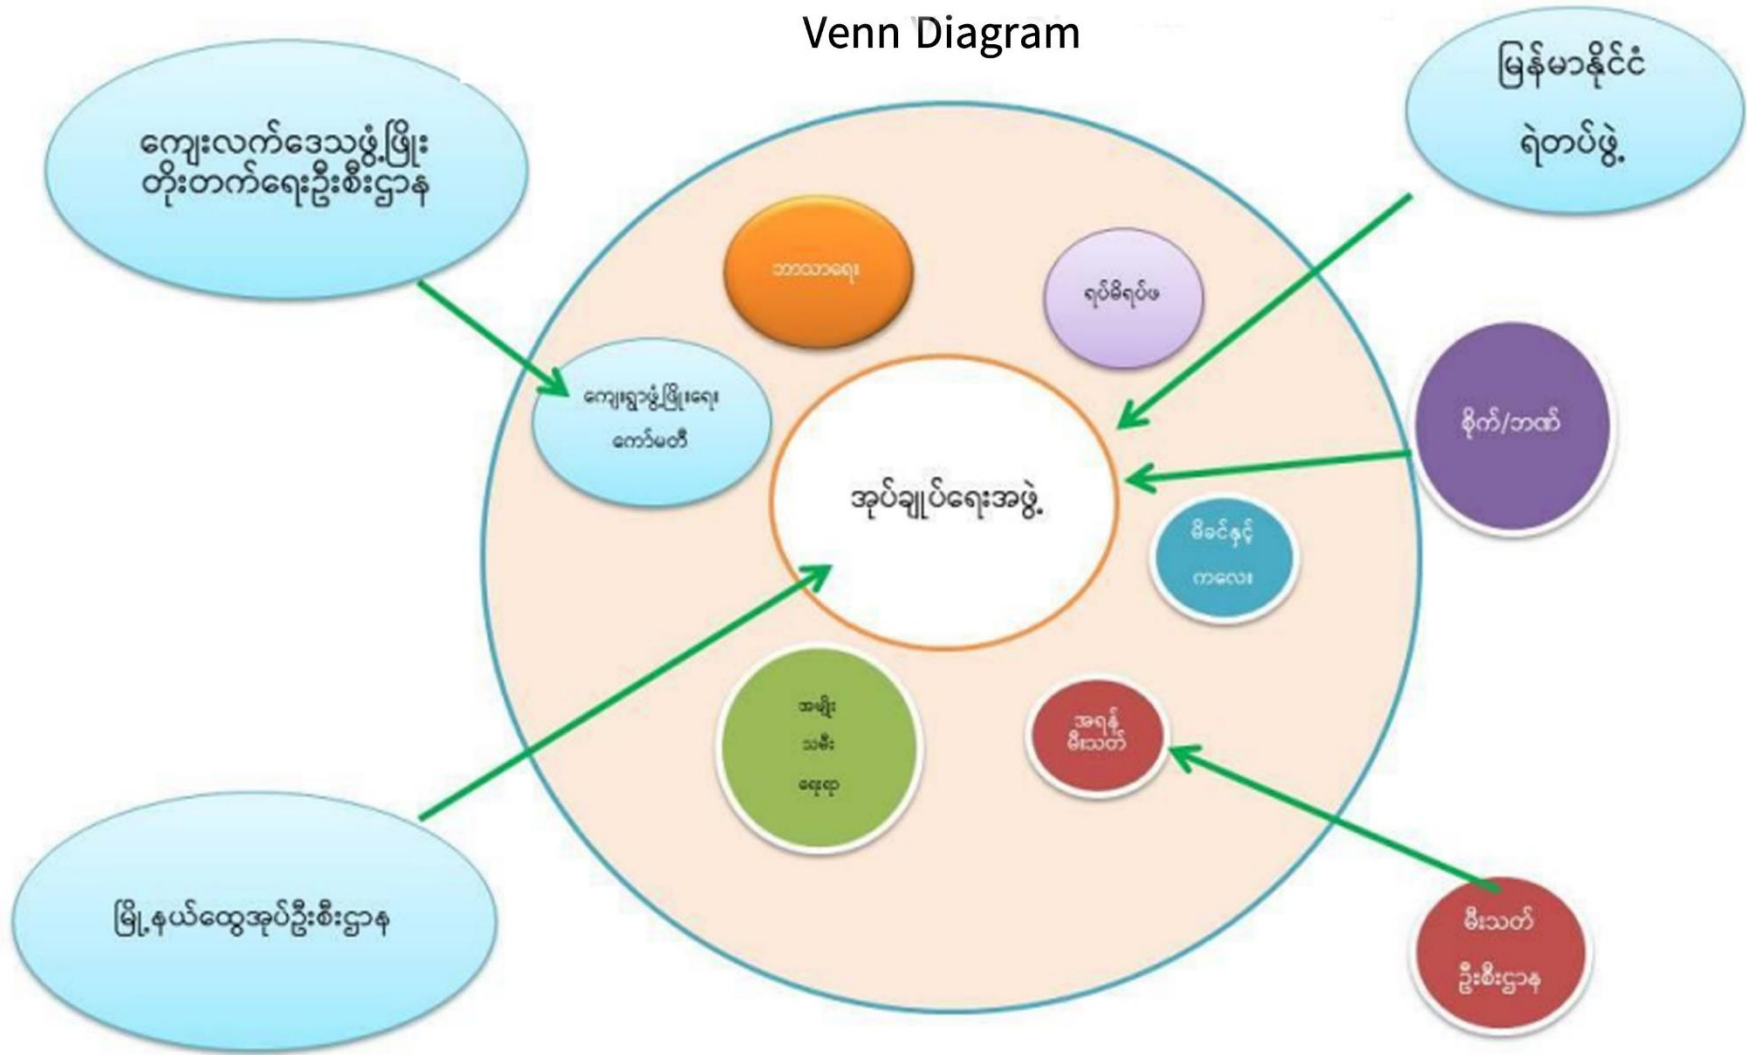 Venn Diagram
ကျေးလက်ဒေသဖွံ့ဖြိုး
တိုးတက်ရေးဦးစီးဌာန
မြန်မာနိုင်ငံ
ရဲတပ်ဖွဲ့
ဘာသာရေး
ရပ်မိရပ်ဖ
ကျေးရွာဖွံ့ဖြိုးရေး
ကော်မတီ
စိုက်/ဘဏ်
အုပ်ချုပ်ရေးအဖွဲ့
မိခင်နှင့်
ကလေး
အမျိုး
သမီး
ရေးရာ
အရန်
မီးသတ်
မြို့နယ်ထွေအုပ်ဦးစီးဌာန
မီးသတ်
ဦးစီးဌာန